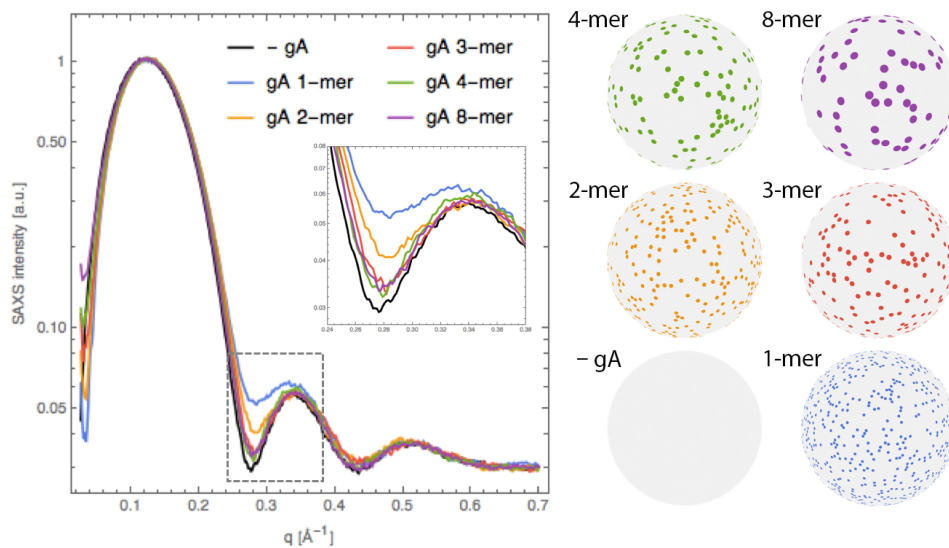 4-mer
8-mer
− gA
gA 1−mer
gA 2−mer
gA 3−mer
gA 4−mer
gA 8−mer
SAXS intensity [a.u.]
1
0.50
0.10
0.05
0.08
0.06
0.05
0.04
0.03
0.24
0.26
0.28
0.30
0.32
0.34
0.36
0.38
2-mer
3-mer
− gA
1-mer
0.1
0.2
0.3
0.4
0.5
0.6
0.7
q [Å⁻¹]